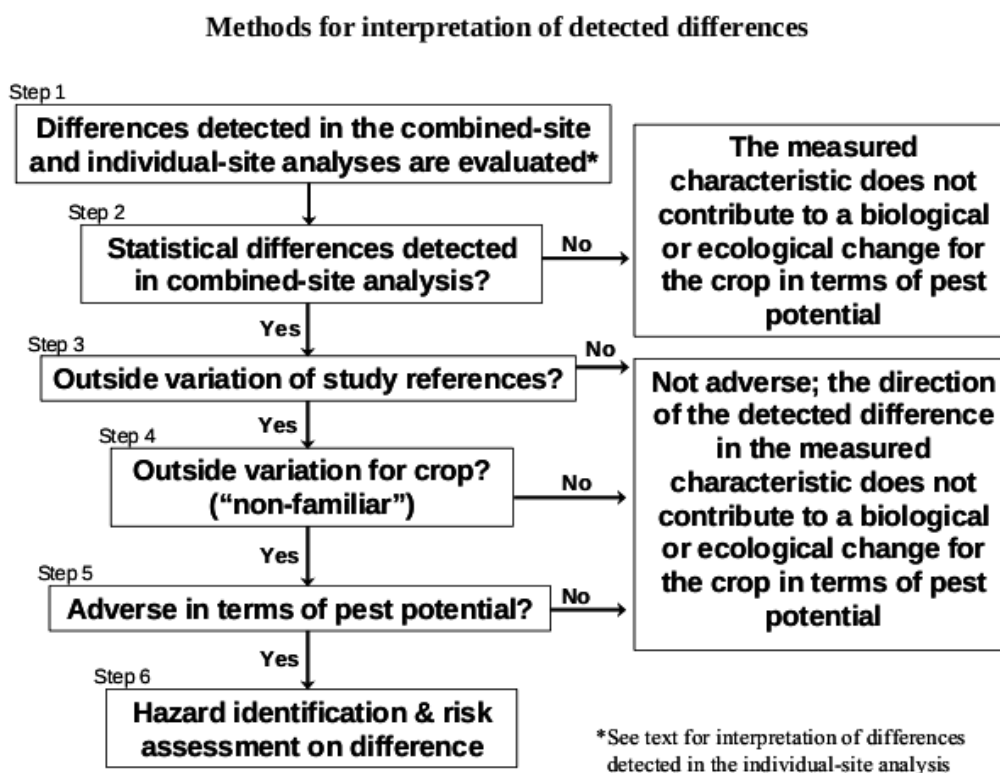 Methods for interpretation of detected differences
Step 1
Differences detected in the combined-site
and individual-site analyses are evaluated*
Step 2
Statistical differences detected
in combined-site analysis?
No
The measured
characteristic does not
contribute to a biological
or ecological change for
the crop in terms of pest
potential
Yes
Step 3
Outside variation of study references?
No
Yes
Step 4
Outside variation for crop?
(“non-familiar”)
No
Not adverse; the direction
of the detected difference
in the measured
characteristic does not
contribute to a biological
or ecological change for
the crop in terms of pest
potential
Yes
Step 5
Adverse in terms of pest potential?
No
Yes
Step 6
Hazard identification & risk
assessment on difference
*See text for interpretation of differences
detected in the individual-site analysis